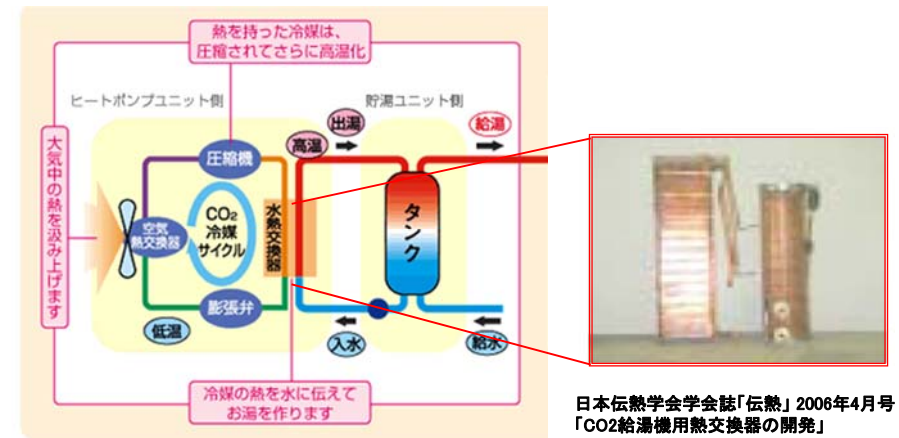 熱を持った冷媒は、
圧縮されてさらに高温化
ヒートポンプユニット側
貯湯ユニット側
大気中の熱を汲み上げます
圧縮機
高温
出湯
給湯
空気
熱交換器
CO₂
冷媒
サイクル
水熱交換器
タンク
膨張弁
低温
入水
給水
冷媒の熱を水に伝えて
お湯を作ります
日本伝熱学会学会誌「伝熱」 2006年4月号
「CO2給湯機用熱交換器の開発」